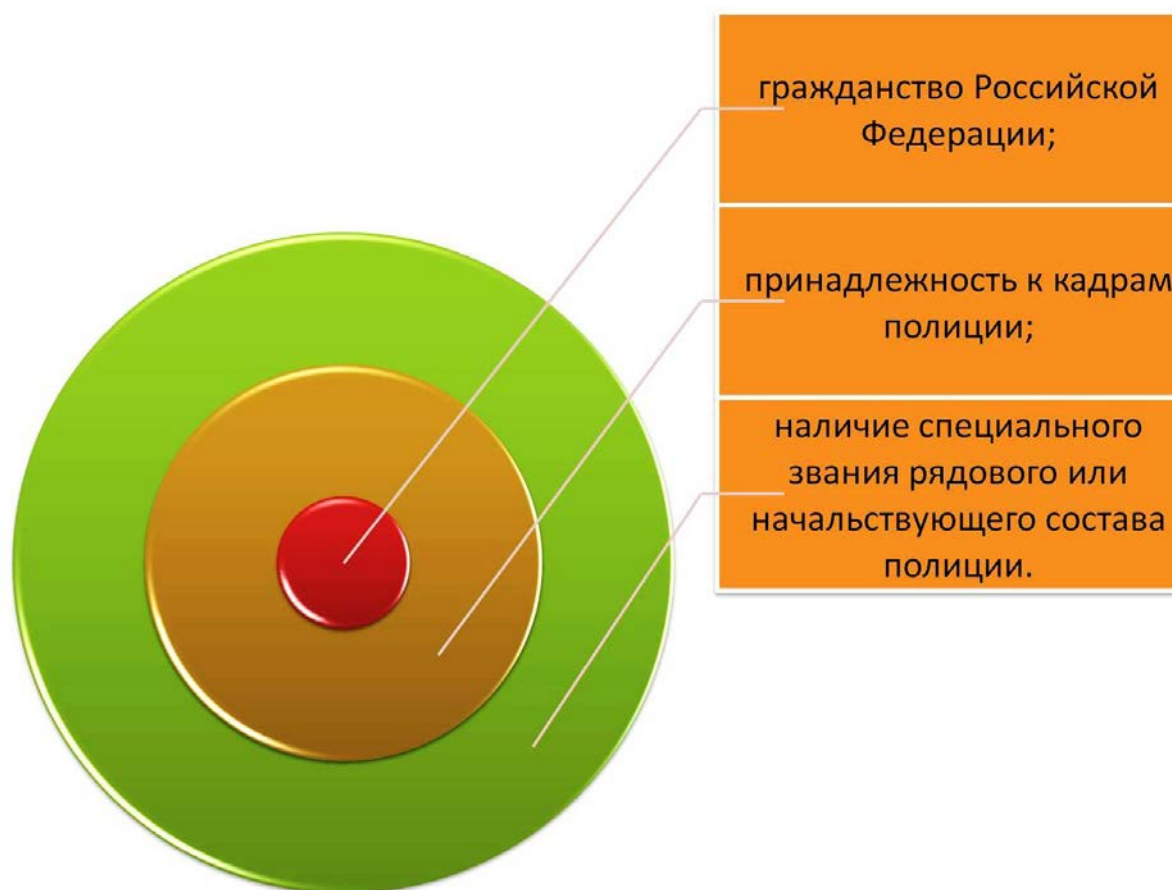 гражданство Российской
Федерации;
принадлежность к кадрам
полиции;
наличие специального
звания рядового или
начальствующего состава
полиции.